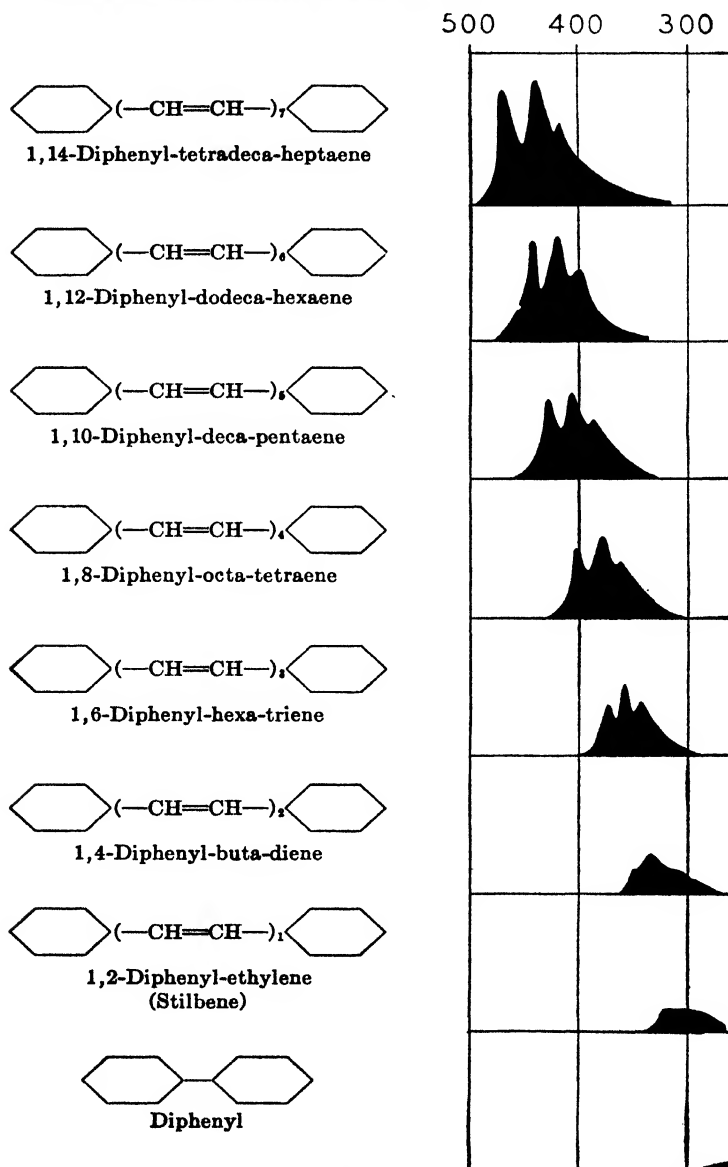 500 400 300
(—CH=CH—)₇
1,14-Diphenyl-tetradeca-heptaene
(—CH=CH—)₆
1,12-Diphenyl-dodeca-hexaene
(—CH=CH—)₅
1,10-Diphenyl-deca-pentaene
(—CH=CH—)₄
1,8-Diphenyl-octa-tetraene
(—CH=CH—)₃
1,6-Diphenyl-hexa-triene
(—CH=CH—)₂
1,4-Diphenyl-buta-diene
(—CH=CH—)₁
1,2-Diphenyl-ethylene
(Stilbene)
Diphenyl